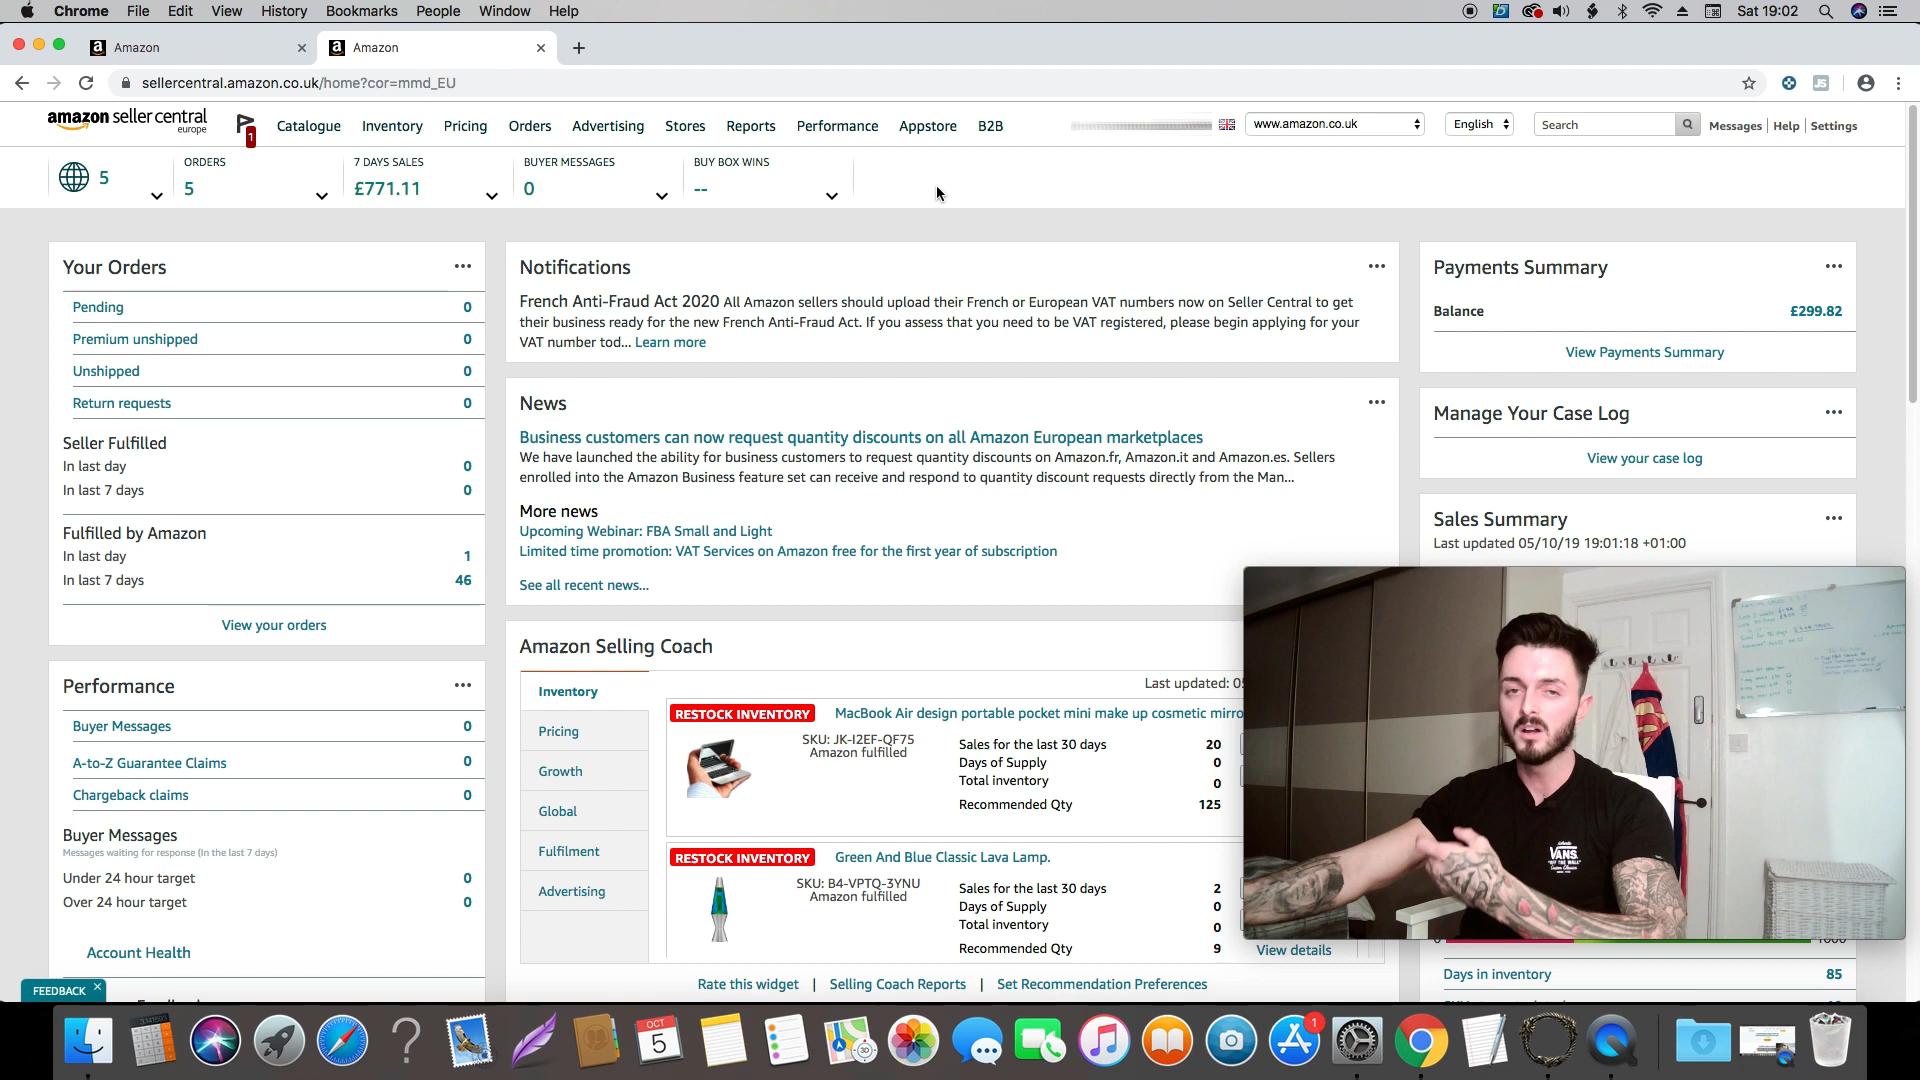 Chrome File Edit View History Bookmarks People Window Help
Sat 19:02
Amazon
Amazon
sellercentral.amazon.co.uk/home?cor=mmd_EU
JS
amazon seller central
europe
1
Catalogue Inventory Pricing Orders Advertising Stores Reports Performance Appstore B2B
www.amazon.co.uk
English
Search
Messages | Help | Settings
5
ORDERS
5
7 DAYS SALES
£771.11
BUYER MESSAGES
0
BUY BOX WINS
--
Your Orders
Pending 0
Premium unshipped 0
Unshipped 0
Return requests 0
Seller Fulfilled
In last day 0
In last 7 days 0
Fulfilled by Amazon
In last day 1
In last 7 days 46
View your orders
Performance
Buyer Messages 0
A-to-Z Guarantee Claims 0
Chargeback claims 0
Buyer Messages
Messages waiting for response (In the last 7 days)
Under 24 hour target 0
Over 24 hour target 0
Account Health
FEEDBACK
Notifications
French Anti-Fraud Act 2020 All Amazon sellers should upload their French or European VAT numbers now on Seller Central to get
their business ready for the new French Anti-Fraud Act. If you assess that you need to be VAT registered, please begin applying for your
VAT number tod... Learn more
News
Business customers can now request quantity discounts on all Amazon European marketplaces
We have launched the ability for business customers to request quantity discounts on Amazon.fr, Amazon.it and Amazon.es. Sellers
enrolled into the Amazon Business feature set can receive and respond to quantity discount requests directly from the Man...
More news
Upcoming Webinar: FBA Small and Light
Limited time promotion: VAT Services on Amazon free for the first year of subscription
See all recent news...
Amazon Selling Coach
Inventory
Pricing
Growth
Global
Fulfilment
Advertising
Last updated: 05
RESTOCK INVENTORY MacBook Air design portable pocket mini make up cosmetic mirro
SKU: JK-I2EF-QF75
Amazon fulfilled
Sales for the last 30 days 20
Days of Supply 0
Total inventory 0
Recommended Qty 125
RESTOCK INVENTORY Green And Blue Classic Lava Lamp.
SKU: B4-VPTQ-3YNU
Amazon fulfilled
Sales for the last 30 days 2
Days of Supply 0
Total inventory 0
Recommended Qty 9
View details
Rate this widget | Selling Coach Reports | Set Recommendation Preferences
Payments Summary
Balance £299.82
View Payments Summary
Manage Your Case Log
View your case log
Sales Summary
Last updated 05/10/19 19:01:18 +01:00
VANS
"OFF THE WALL"
Days in inventory 85
OCT
5
1